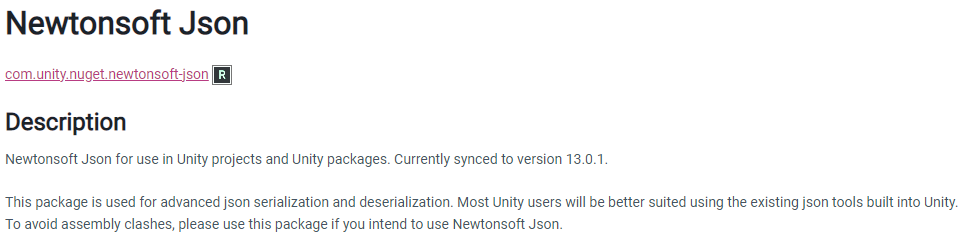 Newtonsoft Json
com.unity.nuget.newtonsoft-json R
Description
Newtonsoft Json for use in Unity projects and Unity packages. Currently synced to version 13.0.1.
This package is used for advanced json serialization and deserialization. Most Unity users will be better suited using the existing json tools built into Unity.
To avoid assembly clashes, please use this package if you intend to use Newtonsoft Json.